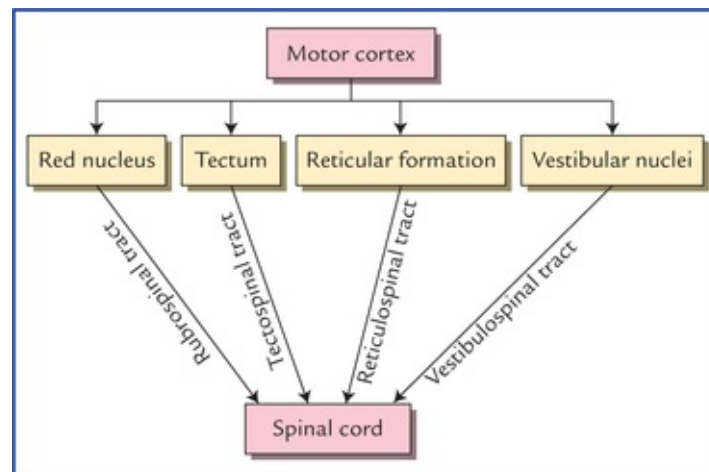 Motor cortex
Red nucleus
Tectum
Reticular formation
Vestibular nuclei
Rubrospinal tract
Tectospinal tract
Reticulospinal tract
Vestibulospinal tract
Spinal cord